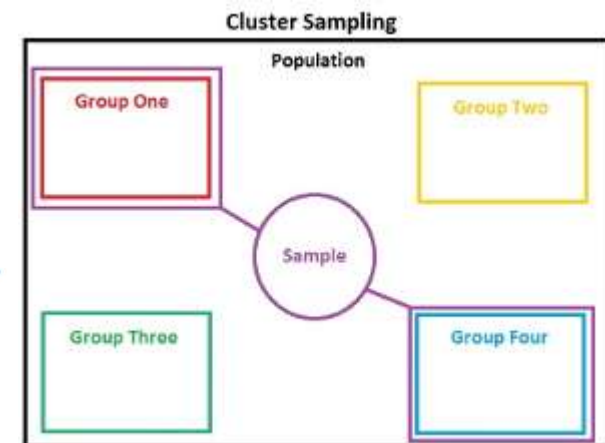 Cluster Sampling
Population
Group One
Group Two
Sample
Group Three
Group Four